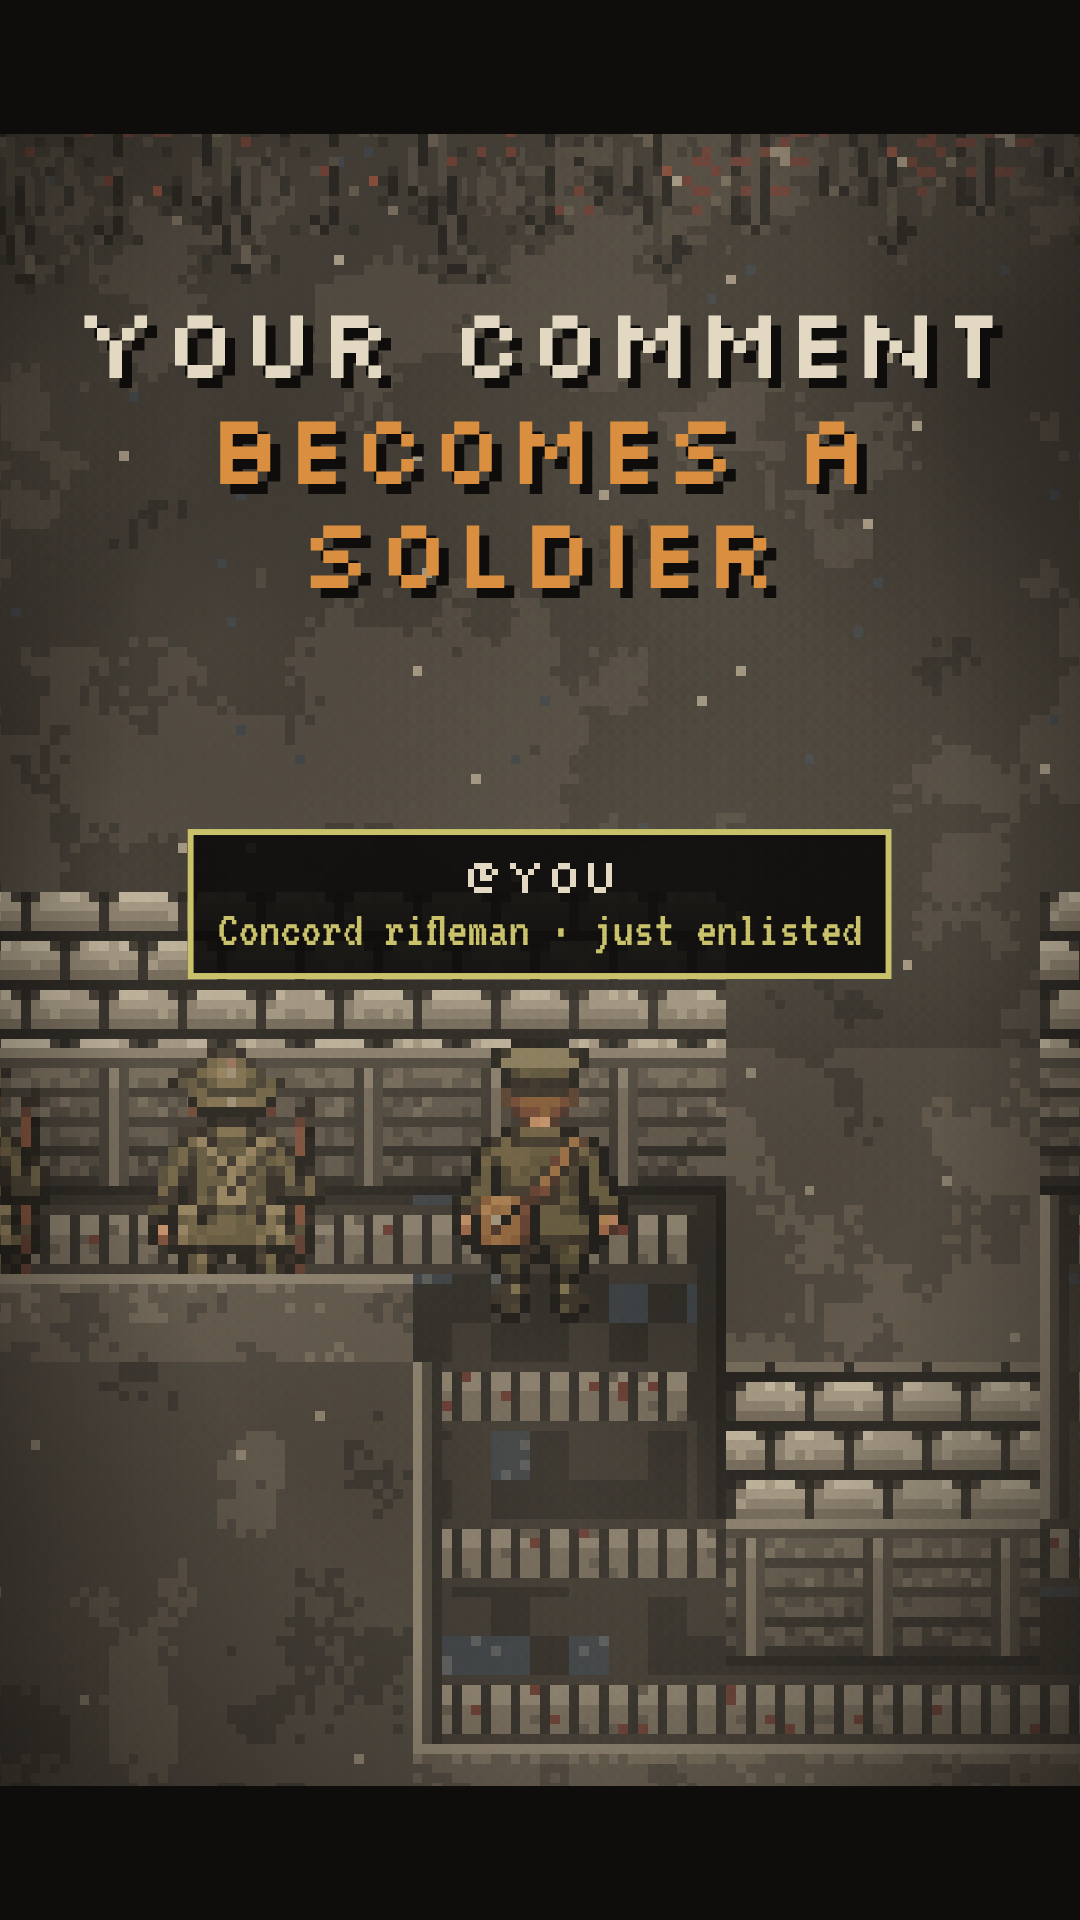 YOUR COMMENT
BECOMES A
SOLDIER
@YOU
Concord rifleman · just enlisted